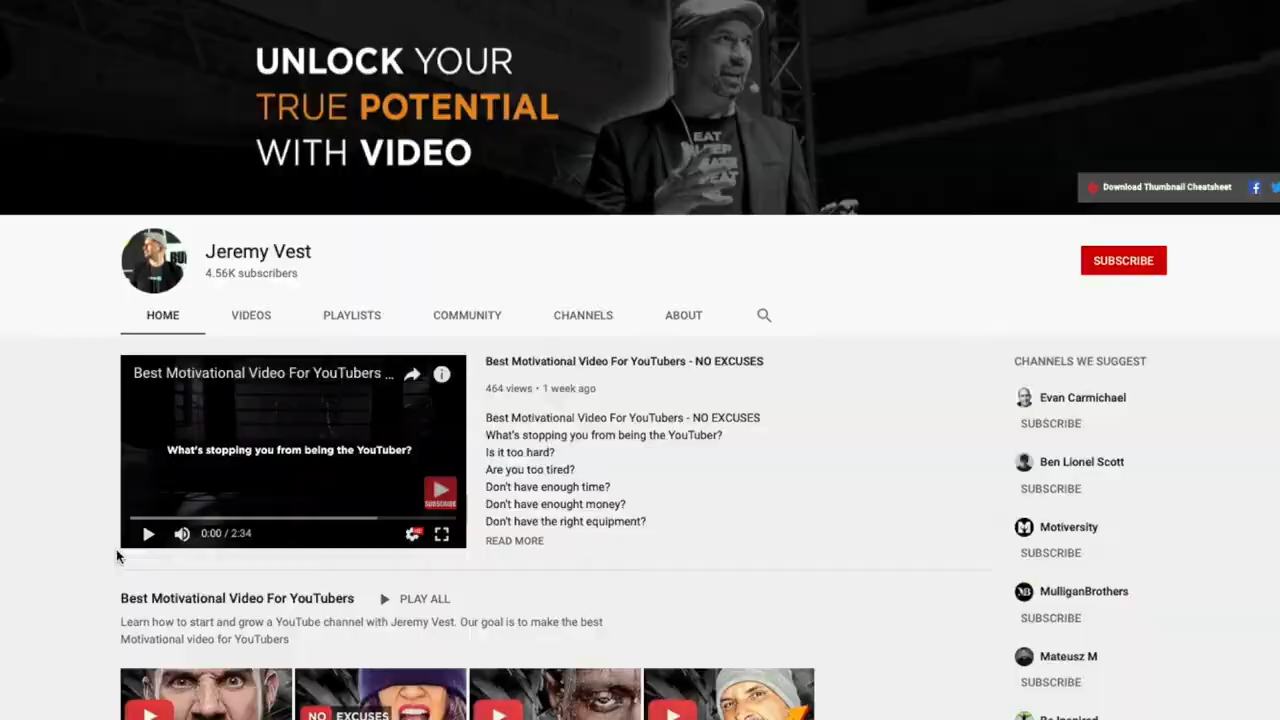 UNLOCK YOUR
TRUE POTENTIAL
WITH VIDEO
EAT
Download Thumbnail Cheatsheet
Jeremy Vest
4.56K subscribers
SUBSCRIBE
HOME
VIDEOS
PLAYLISTS
COMMUNITY
CHANNELS
ABOUT
Best Motivational Video For YouTubers ...
What's stopping you from being the YouTuber?
SUBSCRIBE
0:00 / 2:34
Best Motivational Video For YouTubers - NO EXCUSES
464 views • 1 week ago
Best Motivational Video For YouTubers - NO EXCUSES
What's stopping you from being the YouTuber?
Is it too hard?
Are you too tired?
Don't have enough time?
Don't have enought money?
Don't have the right equipment?
READ MORE
CHANNELS WE SUGGEST
Evan Carmichael
SUBSCRIBE
Ben Lionel Scott
SUBSCRIBE
Motiversity
SUBSCRIBE
MulliganBrothers
SUBSCRIBE
Mateusz M
SUBSCRIBE
Be Inspired
Best Motivational Video For YouTubers
PLAY ALL
Learn how to start and grow a YouTube channel with Jeremy Vest. Our goal is to make the best
Motivational video for YouTubers
NO EXCUSES